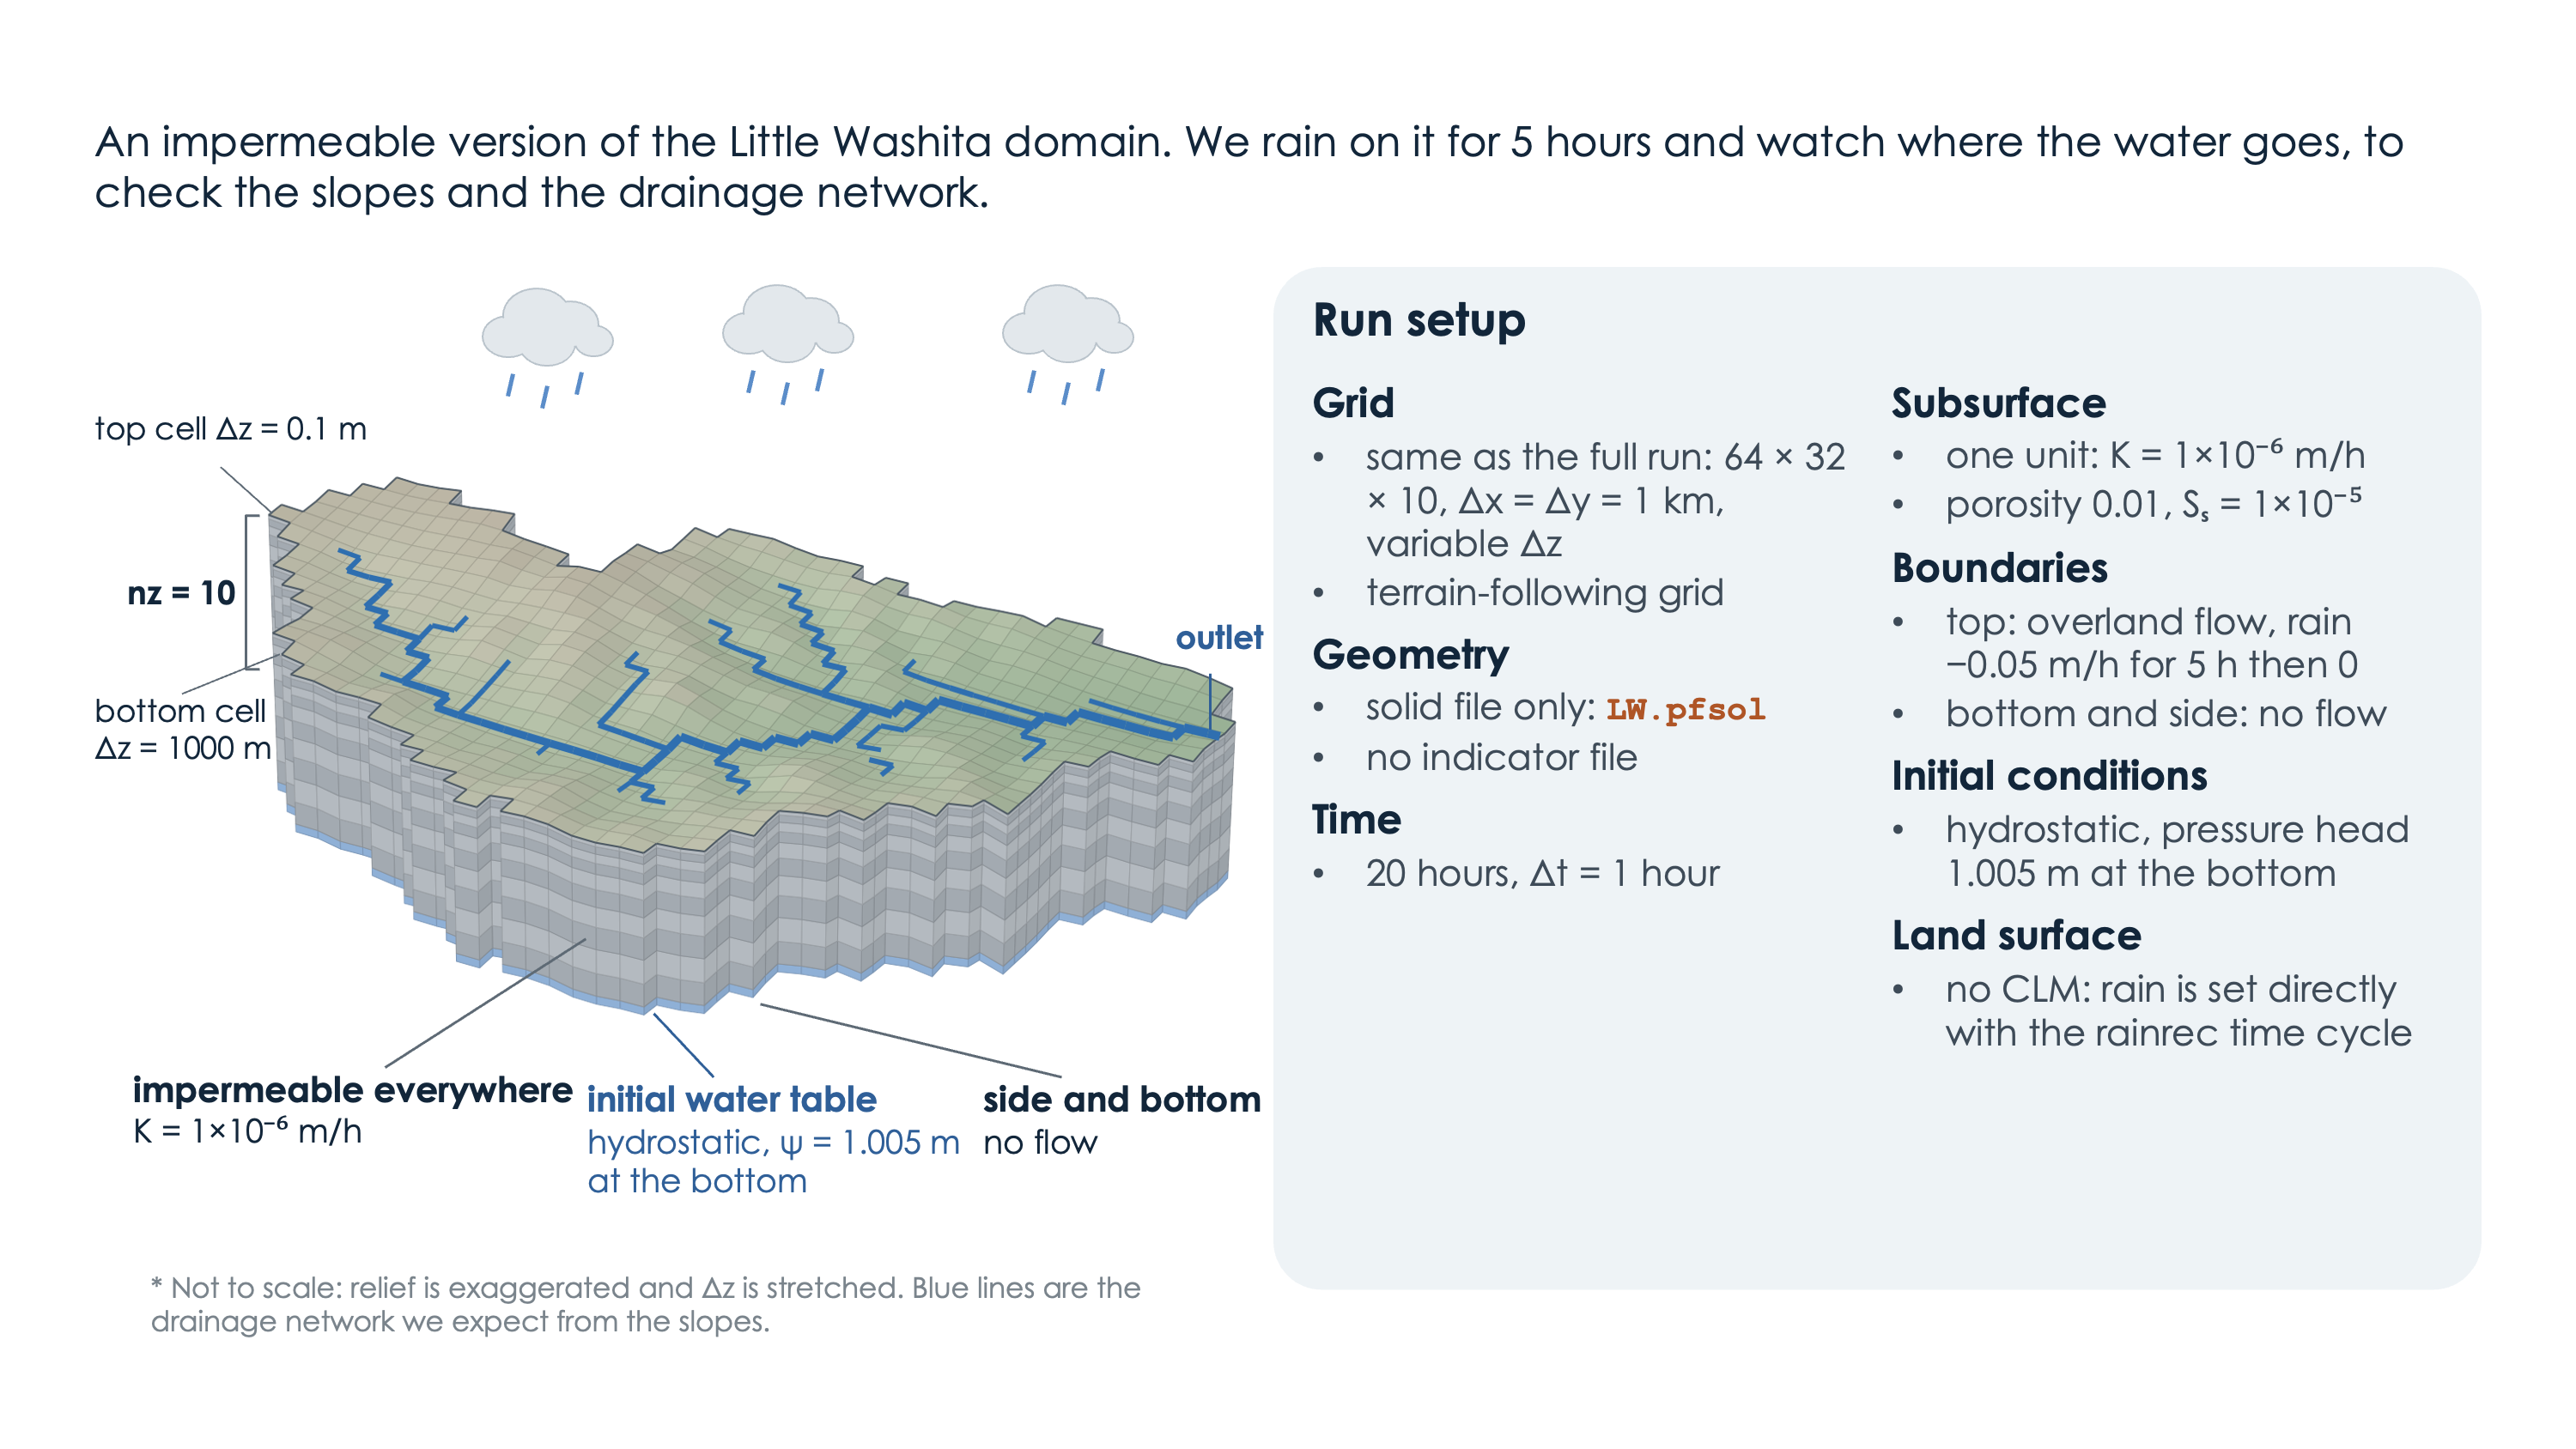 An impermeable version of the Little Washita domain. We rain on it for 5 hours and watch where the water goes, to
check the slopes and the drainage network.
top cell Δz = 0.1 m
nz = 10
bottom cell
Δz = 1000 m
outlet
impermeable everywhere
K = 1×10⁻⁶ m/h
initial water table
hydrostatic, ψ = 1.005 m
at the bottom
side and bottom
no flow
* Not to scale: relief is exaggerated and Δz is stretched. Blue lines are the
drainage network we expect from the slopes.
Run setup
Grid
• same as the full run: 64 × 32
× 10, Δx = Δy = 1 km,
variable Δz
• terrain-following grid
Geometry
• solid file only: LW.pfsol
• no indicator file
Time
• 20 hours, Δt = 1 hour
Subsurface
• one unit: K = 1×10⁻⁶ m/h
• porosity 0.01, Sₛ = 1×10⁻⁵
Boundaries
• top: overland flow, rain
−0.05 m/h for 5 h then 0
• bottom and side: no flow
Initial conditions
• hydrostatic, pressure head
1.005 m at the bottom
Land surface
• no CLM: rain is set directly
with the rainrec time cycle